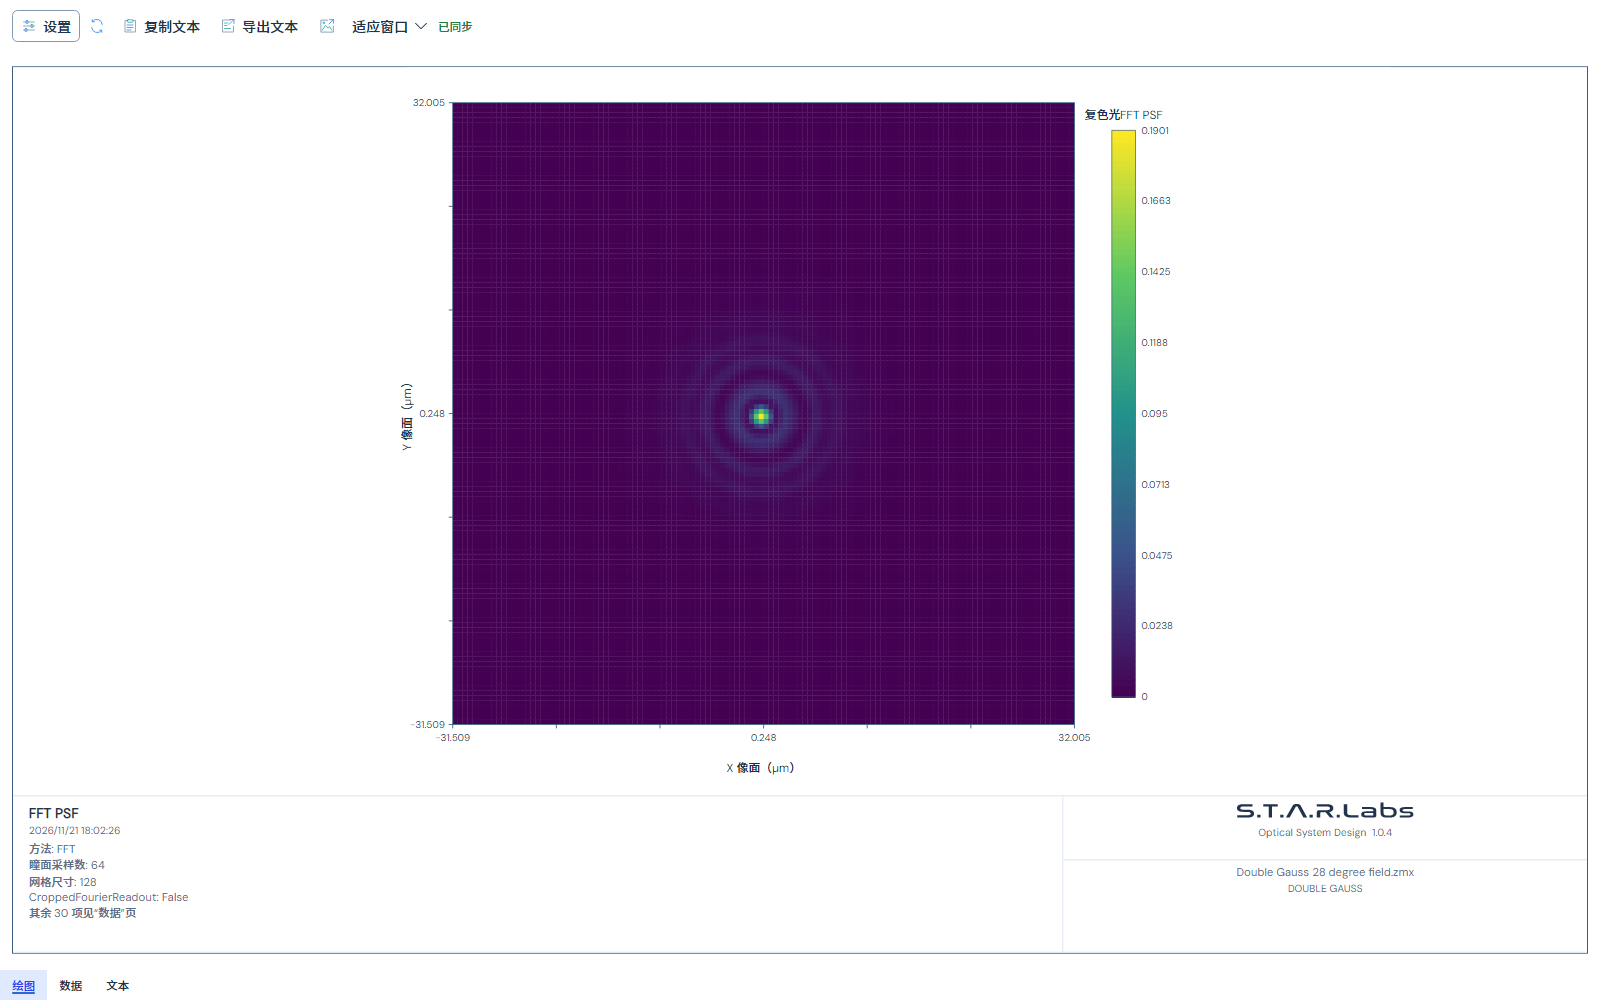 设置 复制文本 导出文本 适应窗口 已同步
32.005
0.248
-31.509
Y 像面（μm）
-31.509 0.248 32.005
X 像面（μm）
复色光FFT PSF
0.1901
0.1663
0.1425
0.1188
0.095
0.0713
0.0475
0.0238
0
FFT PSF
2026/11/21 18:02:26
方法: FFT
瞳面采样数: 64
网格尺寸: 128
CroppedFourierReadout: False
其余 30 项见“数据”页
S.T.A.R.Labs
Optical System Design 1.0.4
Double Gauss 28 degree field.zmx
DOUBLE GAUSS
绘图 数据 文本